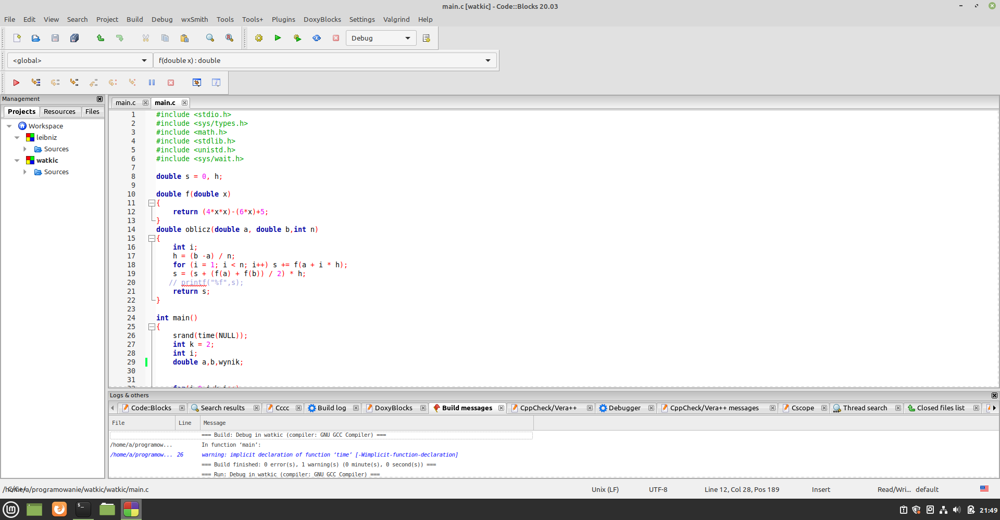 main.c [watkic] - Code::Blocks 20.03
File Edit View Search Project Build Debug wxSmith Tools Tools+ Plugins DoxyBlocks Settings Valgrind Help
Debug
<global> f(double x) : double
Management
Projects Resources Files
Workspace
leibniz
Sources
watkic
Sources
main.c main.c
1 #include <stdio.h>
2 #include <sys/types.h>
3 #include <math.h>
4 #include <stdlib.h>
5 #include <unistd.h>
6 #include <sys/wait.h>
7
8 double s = 0, h;
9
10 double f(double x)
11 {
12 return (4*x*x)-(6*x)+5;
13 }
14 double oblicz(double a, double b,int n)
15 {
16 int i;
17 h = (b -a) / n;
18 for (i = 1; i < n; i++) s += f(a + i * h);
19 s = (s + (f(a) + f(b)) / 2) * h;
20 // printf("%f",s);
21 return s;
22 }
23
24 int main()
25 {
26 srand(time(NULL));
27 int k = 2;
28 int i;
29 double a,b,wynik;
30
31
Logs & others
Code::Blocks Search results Cccc Build log DoxyBlocks Build messages CppCheck/Vera++ Debugger CppCheck/Vera++ messages Cscope Thread search Closed files list
File Line Message
=== Build: Debug in watkic (compiler: GNU GCC Compiler) ===
/home/a/programow... In function ‘main’:
/home/a/programow... 26 warning: implicit declaration of function ‘time’ [-Wimplicit-function-declaration]
=== Build finished: 0 error(s), 1 warning(s) (0 minute(s), 0 second(s)) ===
=== Run: Debug in watkic (compiler: GNU GCC Compiler) ===
/home/a/programowanie/watkic/watkic/main.c Unix (LF) UTF-8 Line 12, Col 28, Pos 189 Insert Read/Wri... default
21:49